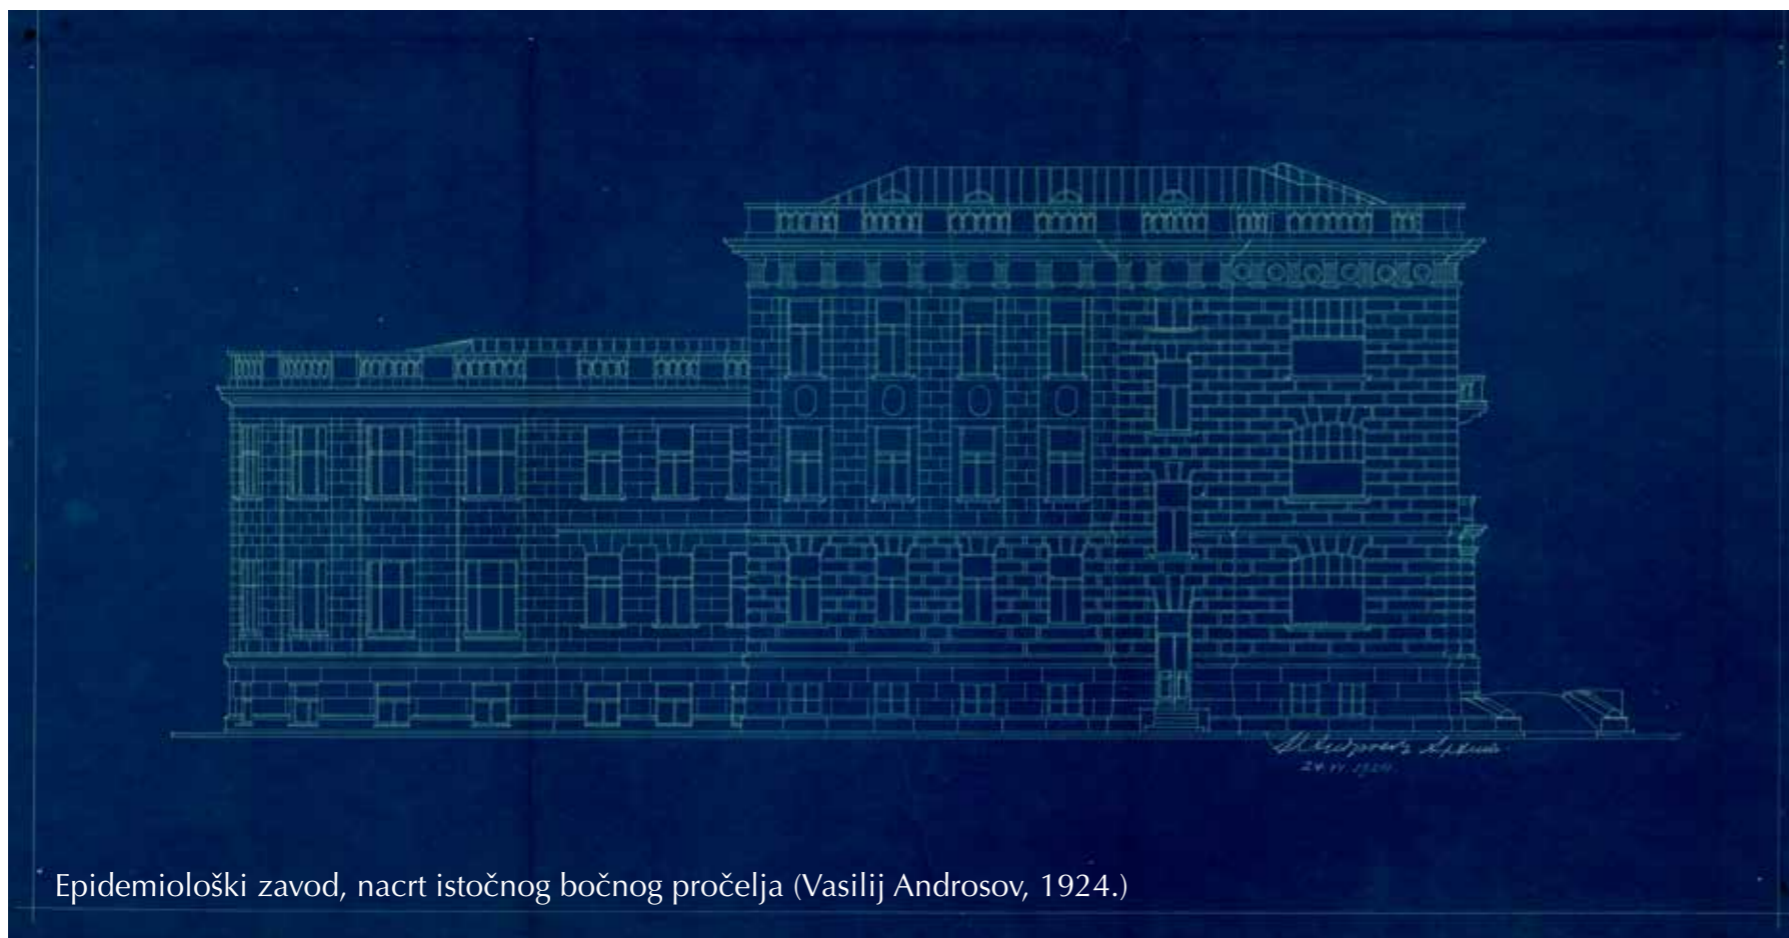 Epidemiološki zavod, nacrt istočnog bočnog pročelja (Vasilij Androsov, 1924.)